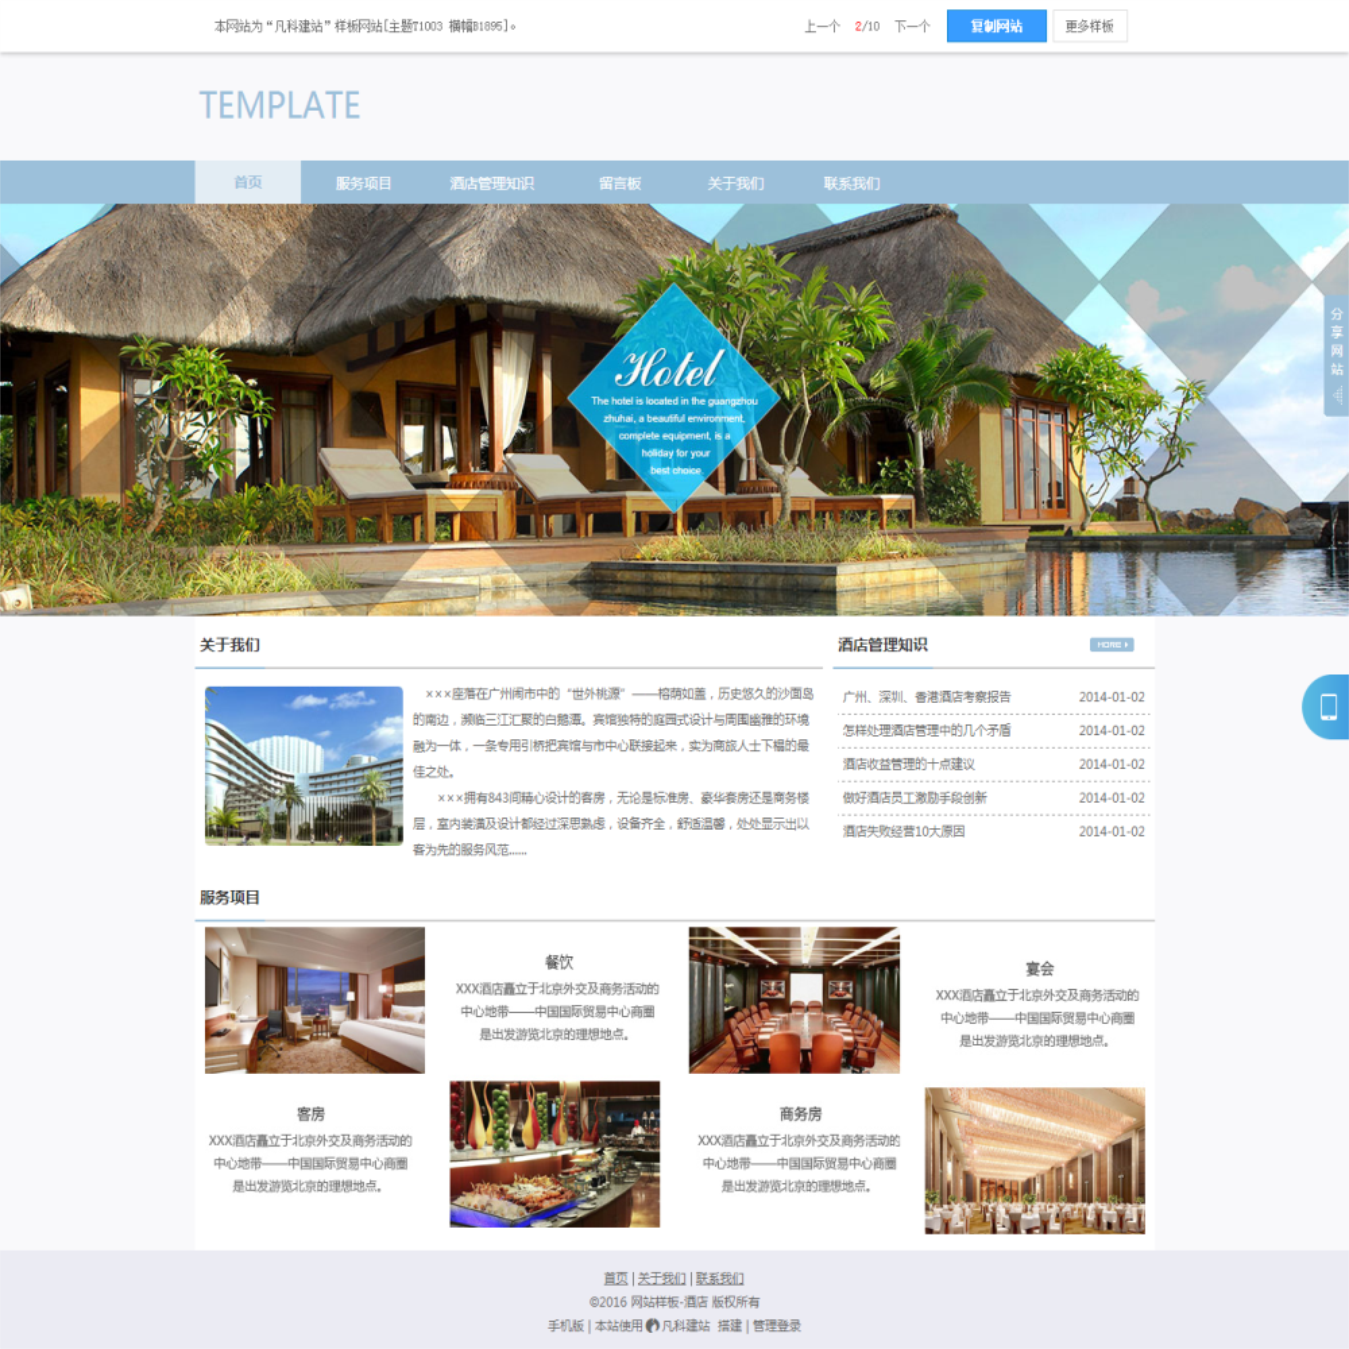 本网站为“凡科建站”样板网站[主题T1003 横幅B1895]。
上一个 2/10 下一个 复制网站 更多样板
TEMPLATE
首页 服务项目 酒店管理知识 留言板 关于我们 联系我们
分享网站
Hotel
The hotel is located in the guangzhou
zhuhai, a beautiful environment,
complete equipment, is a
holiday for your
best choice.
关于我们
×××座落在广州闹市中的“世外桃源”——榕荫如盖，历史悠久的沙面岛
的南边，濒临三江汇聚的白鹅潭。宾馆独特的庭园式设计与周围幽雅的环境
融为一体，一条专用引桥把宾馆与市中心联接起来，实为商旅人士下榻的最
佳之处。
×××拥有843间精心设计的客房，无论是标准房、豪华套房还是商务楼
层，室内装潢及设计都经过深思熟虑，设备齐全，舒适温馨，处处显示出以
客为先的服务风范......
酒店管理知识 HOME
广州、深圳、香港酒店考察报告 2014-01-02
怎样处理酒店管理中的几个矛盾 2014-01-02
酒店收益管理的十点建议 2014-01-02
做好酒店员工激励手段创新 2014-01-02
酒店失败经营10大原因 2014-01-02
服务项目
餐饮
XXX酒店矗立于北京外交及商务活动的
中心地带——中国国际贸易中心商圈
是出发游览北京的理想地点。
宴会
XXX酒店矗立于北京外交及商务活动的
中心地带——中国国际贸易中心商圈
是出发游览北京的理想地点。
客房
XXX酒店矗立于北京外交及商务活动的
中心地带——中国国际贸易中心商圈
是出发游览北京的理想地点。
商务房
XXX酒店矗立于北京外交及商务活动的
中心地带——中国国际贸易中心商圈
是出发游览北京的理想地点。
首页 | 关于我们 | 联系我们
©2016 网站样板-酒店 版权所有
手机版 | 本站使用 凡科建站 搭建 | 管理登录